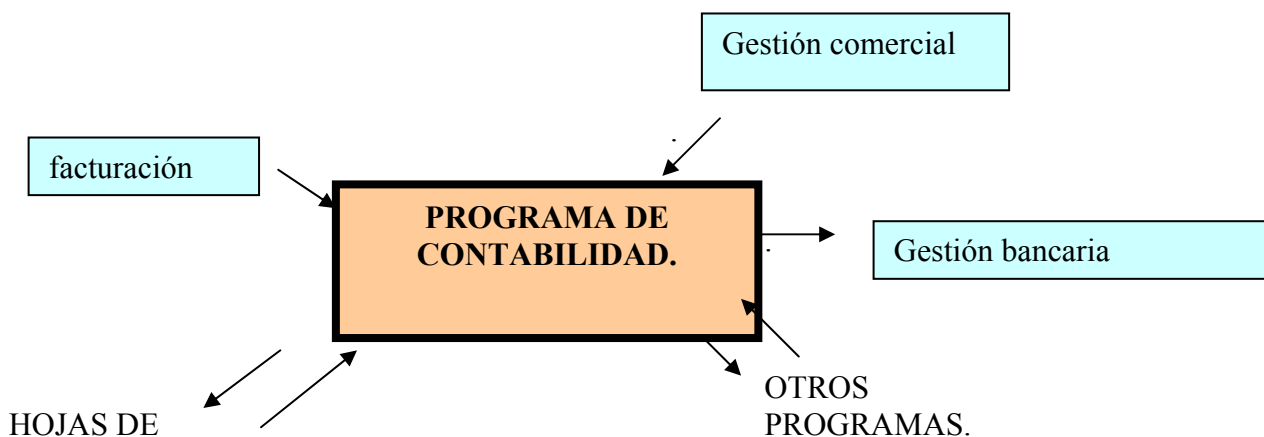 Gestión comercial
facturación
PROGRAMA DE
CONTABILIDAD.
Gestión bancaria
OTROS
PROGRAMAS.
HOJAS DE